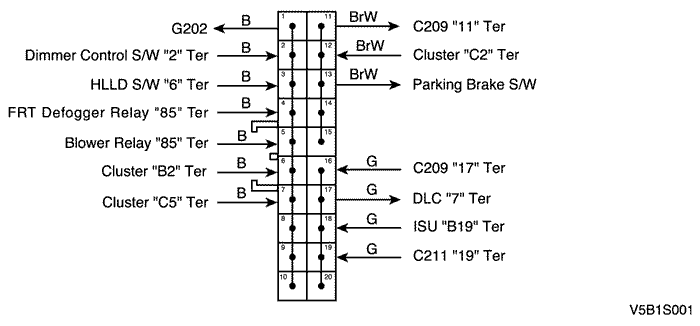 G202 B 1 11 BrW C209 "11" Ter
Dimmer Control S/W "2" Ter B 2 12 BrW Cluster "C2" Ter
HLLD S/W "6" Ter B 3 13 BrW Parking Brake S/W
FRT Defogger Relay "85" Ter B 4 14
Blower Relay "85" Ter B 5 15
Cluster "B2" Ter B 6 16 G C209 "17" Ter
Cluster "C5" Ter B 7 17 G DLC "7" Ter
8 18 G ISU "B19" Ter
9 19 G C211 "19" Ter
10 20
V5B1S001